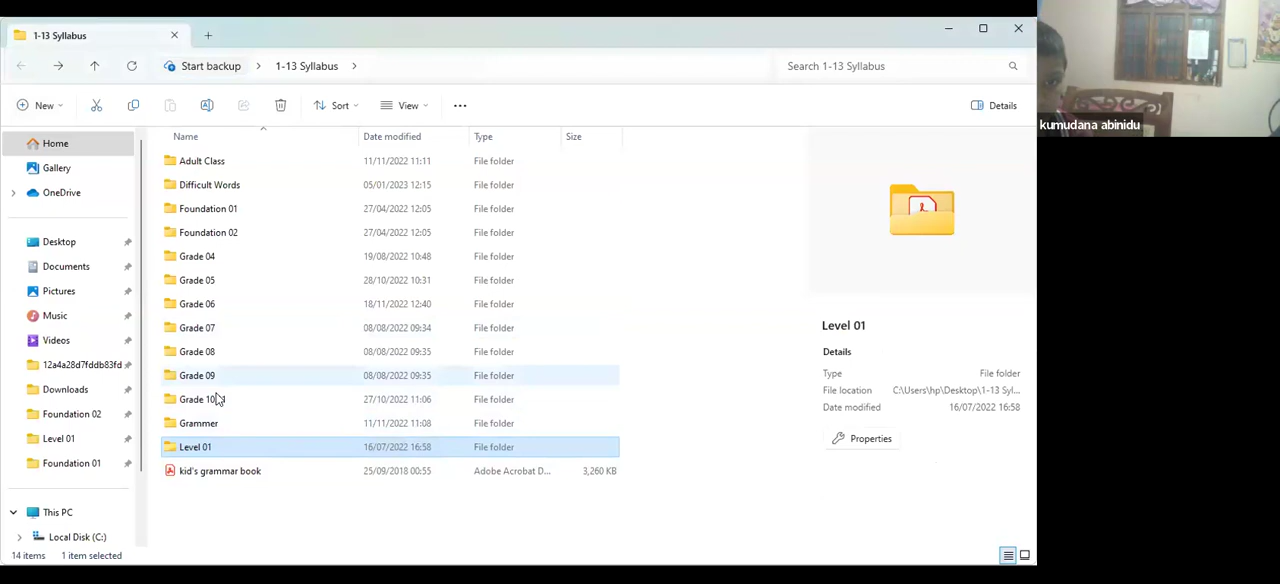 1-13 Syllabus
Start backup > 1-13 Syllabus > Search 1-13 Syllabus
New Sort View ... Details
Name Date modified Type Size
Home
Gallery
OneDrive
Desktop
Documents
Pictures
Music
Videos
12a4a28d7fddb83fd
Downloads
Foundation 02
Level 01
Foundation 01
This PC
Local Disk (C:)
Adult Class 11/11/2022 11:11 File folder
Difficult Words 05/01/2023 12:15 File folder
Foundation 01 27/04/2022 12:05 File folder
Foundation 02 27/04/2022 12:05 File folder
Grade 04 19/08/2022 10:48 File folder
Grade 05 28/10/2022 10:31 File folder
Grade 06 18/11/2022 12:40 File folder
Grade 07 08/08/2022 09:34 File folder
Grade 08 08/08/2022 09:35 File folder
Grade 09 08/08/2022 09:35 File folder
Grade 27/10/2022 11:06 File folder
Grammer 11/11/2022 11:08 File folder
Level 01 16/07/2022 16:58 File folder
kid's grammar book 25/09/2018 00:55 Adobe Acrobat D... 3,260 KB
Level 01
Details
Type File folder
File location C:\Users\hp\Desktop\1-13 Syl...
Date modified 16/07/2022 16:58
Properties
14 items 1 item selected
kumudana abinidu